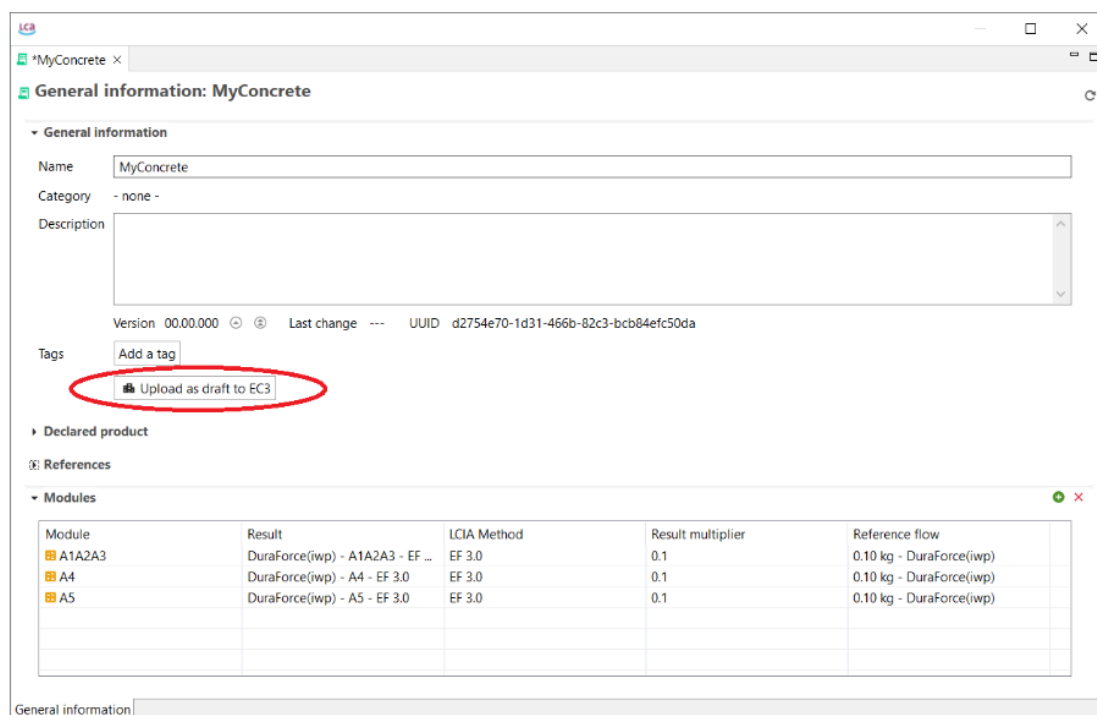 LCA
*MyConcrete
General information: MyConcrete
General information
Name MyConcrete
Category - none -
Description
Version 00.00.000 Last change --- UUID d2754e70-1d31-466b-82c3-bcb84efc50da
Tags Add a tag
Upload as draft to EC3
Declared product
References
Modules
Module Result LCIA Method Result multiplier Reference flow
A1A2A3 DuraForce(iwp) - A1A2A3 - EF ... EF 3.0 0.1 0.10 kg - DuraForce(iwp)
A4 DuraForce(iwp) - A4 - EF 3.0 EF 3.0 0.1 0.10 kg - DuraForce(iwp)
A5 DuraForce(iwp) - A5 - EF 3.0 EF 3.0 0.1 0.10 kg - DuraForce(iwp)
General information